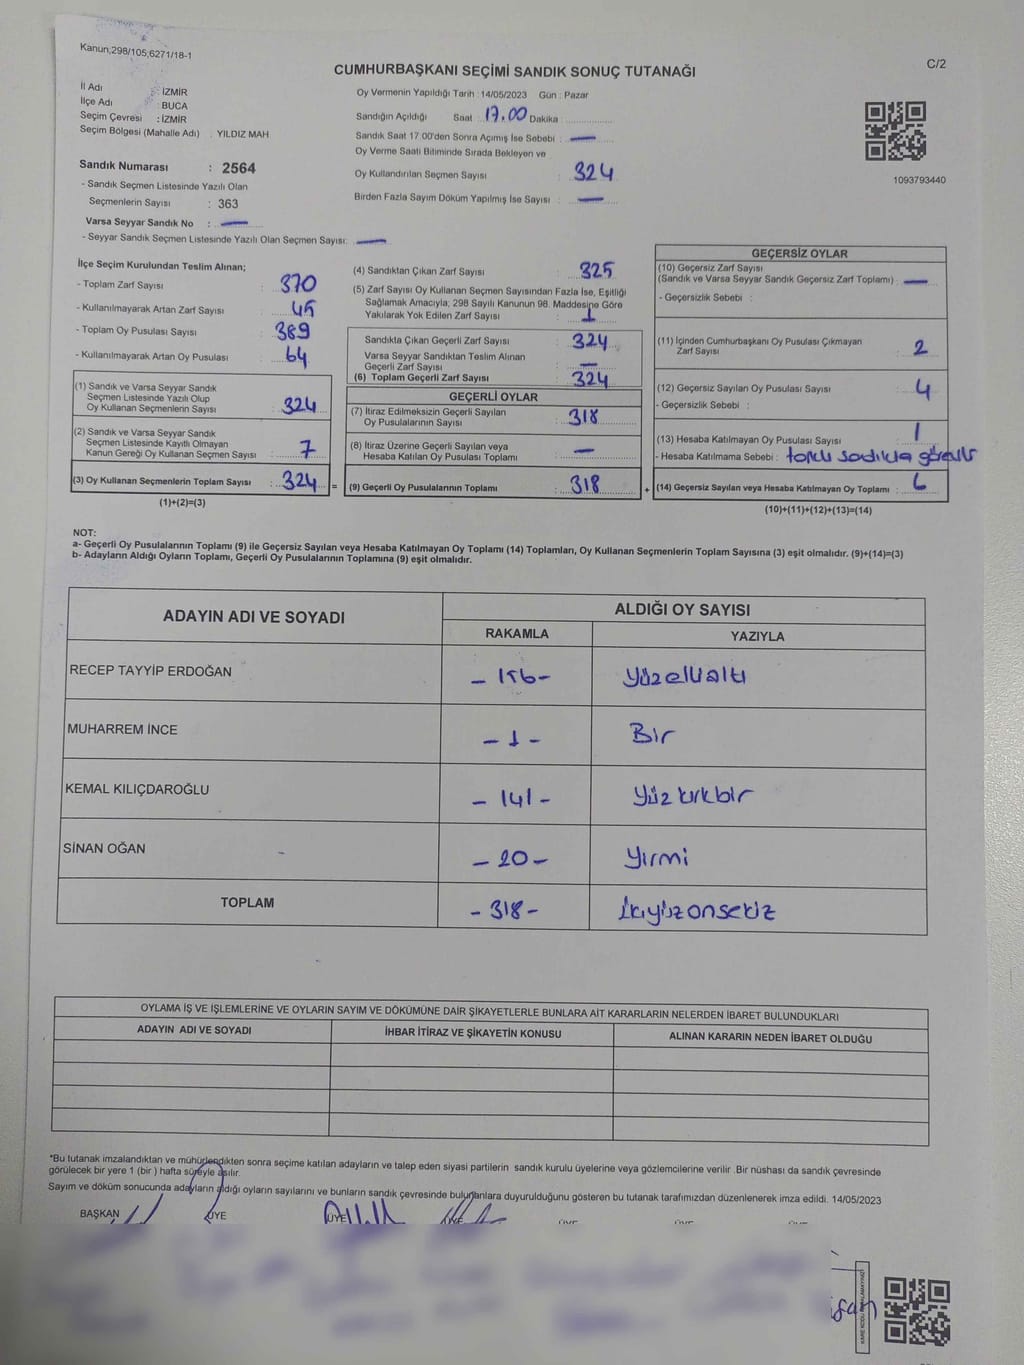 Kanun,298/105,6271/18-1
C/2
CUMHURBAŞKANI SEÇİMİ SANDIK SONUÇ TUTANAĞI
İl Adı : İZMİR
İlçe Adı : BUCA
Seçim Çevresi : İZMİR
Seçim Bölgesi (Mahalle Adı) : YILDIZ MAH
Sandık Numarası : 2564
- Sandık Seçmen Listesinde Yazılı Olan
Seçmenlerin Sayısı : 363
Varsa Seyyar Sandık No : —
- Seyyar Sandık Seçmen Listesinde Yazılı Olan Seçmen Sayısı: —
Oy Vermenin Yapıldığı Tarih :14/05/2023 Gün : Pazar
Sandığın Açıldığı Saat :17.00 Dakika :
Sandık Saat 17.00'den Sonra Açımış İse Sebebi : —
Oy Verme Saati Bitiminde Sırada Bekleyen ve
Oy Kullandırılan Seçmen Sayısı : 324
Birden Fazla Sayım Döküm Yapılmış İse Sayısı : —
1093793440
İlçe Seçim Kurulundan Teslim Alınan;
- Toplam Zarf Sayısı : 370
- Kullanılmayarak Artan Zarf Sayısı : 45
- Toplam Oy Pusulası Sayısı : 389
- Kullanılmayarak Artan Oy Pusulası : 64
(1) Sandık ve Varsa Seyyar Sandık
Seçmen Listesinde Yazılı Olup
Oy Kullanan Seçmenlerin Sayısı : 324
(2) Sandık ve Varsa Seyyar Sandık
Seçmen Listesinde Kayıtlı Olmayan
Kanun Gereği Oy Kullanan Seçmen Sayısı : 7
(3) Oy Kullanan Seçmenlerin Toplam Sayısı : 324 =
(1)+(2)=(3)
(4) Sandıktan Çıkan Zarf Sayısı : 325
(5) Zarf Sayısı Oy Kullanan Seçmen Sayısından Fazla İse, Eşitliği
Sağlamak Amacıyla; 298 Sayılı Kanunun 98. Maddesine Göre
Yakılarak Yok Edilen Zarf Sayısı : 1
Sandıkta Çıkan Geçerli Zarf Sayısı : 324
Varsa Seyyar Sandıktan Teslim Alınan
Geçerli Zarf Sayısı : —
(6) Toplam Geçerli Zarf Sayısı : 324
GEÇERLİ OYLAR
(7) İtiraz Edilmeksizin Geçerli Sayılan
Oy Pusulalarının Sayısı : 318
(8) İtiraz Üzerine Geçerli Sayılan veya
Hesaba Katılan Oy Pusulası Toplamı : —
(9) Geçerli Oy Pusulalarının Toplamı : 318 +
GEÇERSİZ OYLAR
(10) Geçersiz Zarf Sayısı
(Sandık ve Varsa Seyyar Sandık Geçersiz Zarf Toplamı) : —
- Geçersizlik Sebebi :
(11) İçinden Cumhurbaşkanı Oy Pusulası Çıkmayan
Zarf Sayısı : 2
(12) Geçersiz Sayılan Oy Pusulası Sayısı : 4
- Geçersizlik Sebebi :
(13) Hesaba Katılmayan Oy Pusulası Sayısı : 1
- Hesaba Katılmama Sebebi :
(14) Geçersiz Sayılan veya Hesaba Katılmayan Oy Toplamı : 6
(10)+(11)+(12)+(13)=(14)
NOT:
a- Geçerli Oy Pusulalarının Toplamı (9) ile Geçersiz Sayılan veya Hesaba Katılmayan Oy Toplamı (14) Toplamları, Oy Kullanan Seçmenlerin Toplam Sayısına (3) eşit olmalıdır. (9)+(14)=(3)
b- Adayların Aldığı Oyların Toplamı, Geçerli Oy Pusulalarının Toplamına (9) eşit olmalıdır.
ADAYIN ADI VE SOYADI ALDIĞI OY SAYISI
RAKAMLA YAZIYLA
RECEP TAYYİP ERDOĞAN - 156 - Yüzellialtı
MUHARREM İNCE - 1 - Bir
KEMAL KILIÇDAROĞLU - 141 - Yüzkırkbir
SİNAN OĞAN - 20 - Yirmi
TOPLAM - 318 - İkiyüzonsekiz
OYLAMA İŞ VE İŞLEMLERİNE VE OYLARIN SAYIM VE DÖKÜMÜNE DAİR ŞİKAYETLERLE BUNLARA AİT KARARLARIN NELERDEN İBARET BULUNDUKLARI
ADAYIN ADI VE SOYADI İHBAR İTİRAZ VE ŞİKAYETİN KONUSU ALINAN KARARIN NEDEN İBARET OLDUĞU
*Bu tutanak imzalandıktan ve mühürlendikten sonra seçime katılan adayların ve talep eden siyasi partilerin sandık kurulu üyelerine veya gözlemcilerine verilir .Bir nüshası da sandık çevresinde
görülecek bir yere 1 (bir ) hafta süreyle asılır.
Sayım ve döküm sonucunda adayların aldığı oyların sayılarını ve bunların sandık çevresinde bulunanlara duyurulduğunu gösteren bu tutanak tarafımızdan düzenlenerek imza edildi. 14/05/2023
BAŞKAN ÜYE ÜYE ÜYE